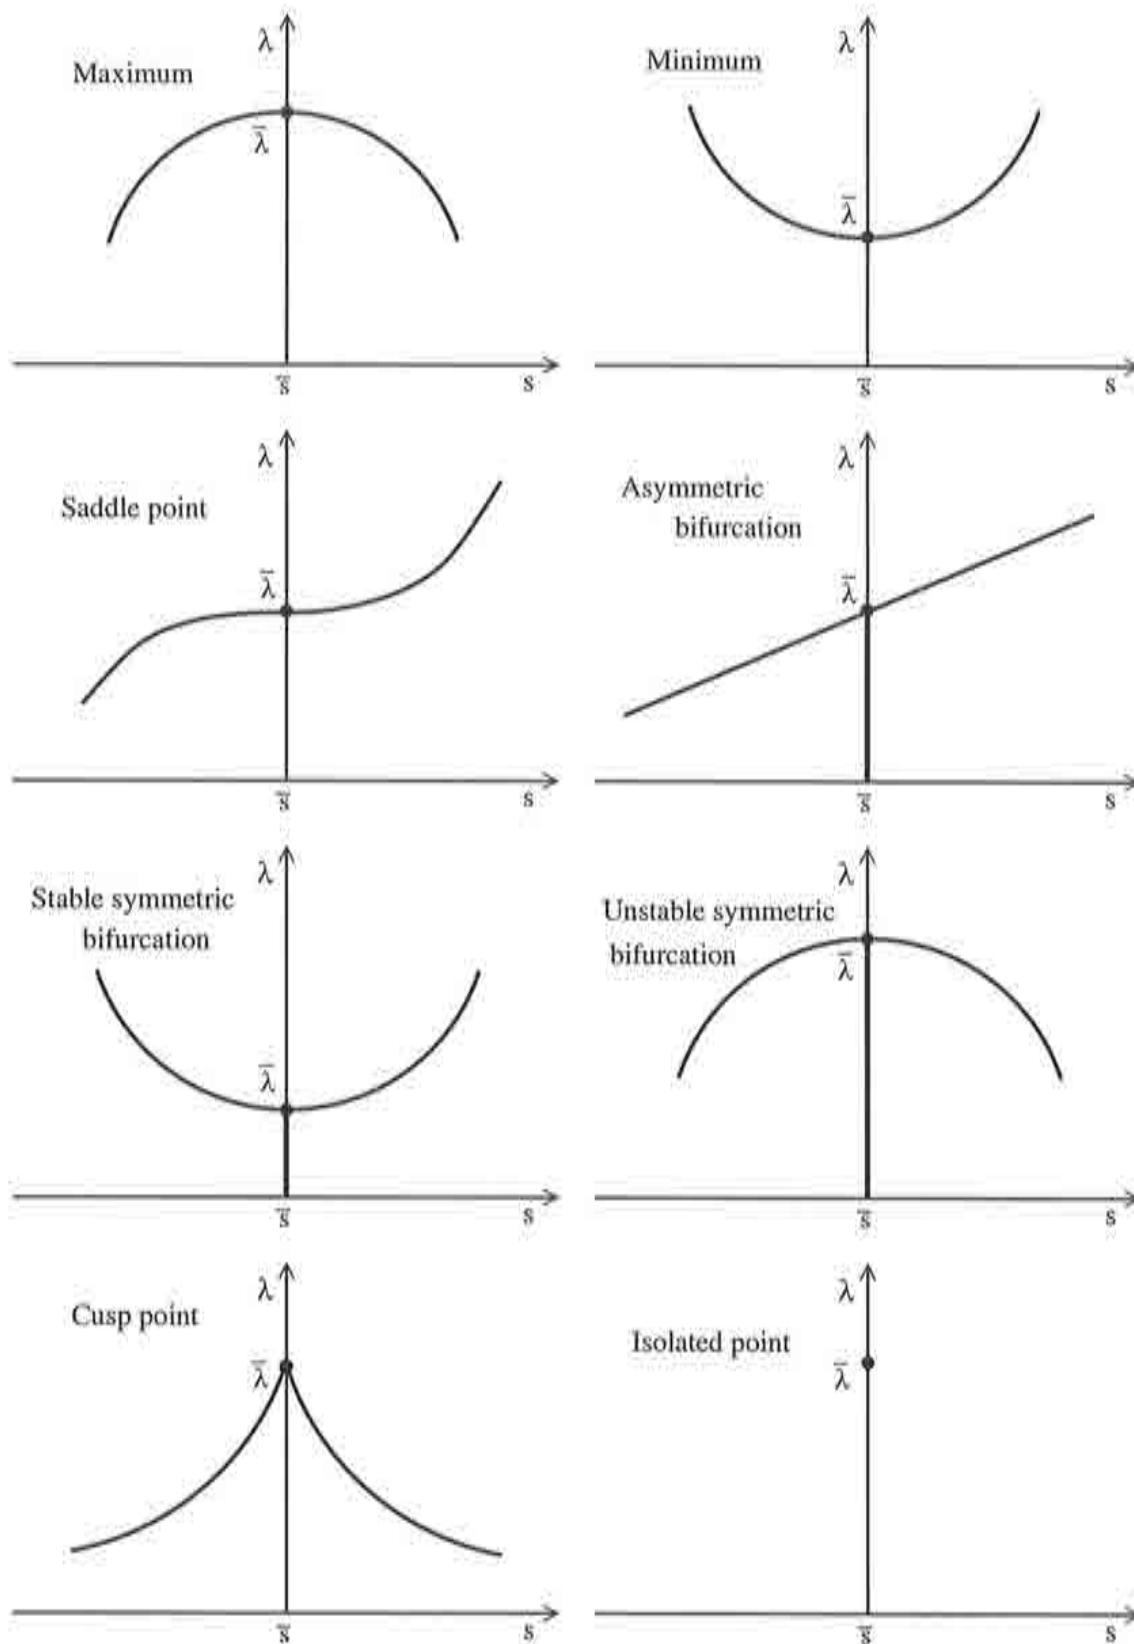 λ
Maximum
λ̄
s̄
s
λ
Minimum
λ̄
s̄
s
λ
Saddle point
λ̄
s̄
s
λ
Asymmetric
bifurcation
λ̄
s̄
s
λ
Stable symmetric
bifurcation
λ̄
s̄
s
λ
Unstable symmetric
bifurcation
λ̄
s̄
s
λ
Cusp point
λ̄
s̄
s
λ
Isolated point
λ̄
s̄
s